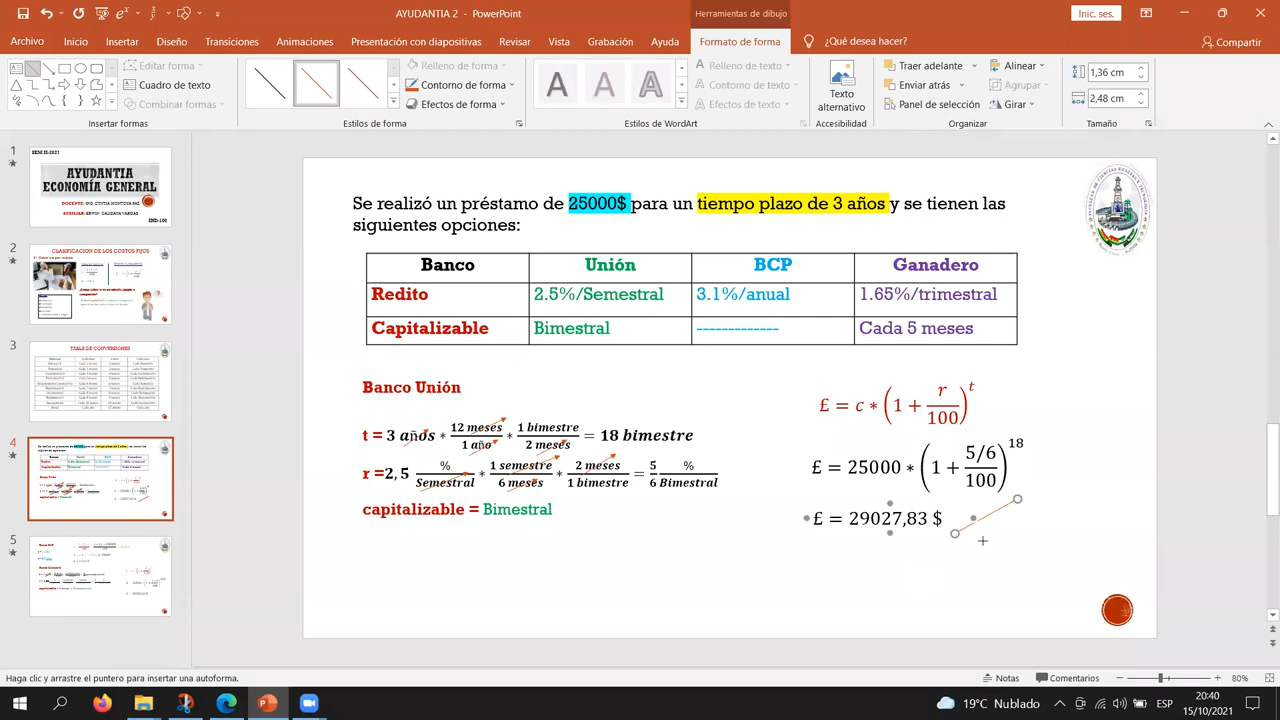 AYUDANTIA 2 - PowerPoint
Herramientas de dibujo
Inic. ses.
Archivo Inicio Insertar Diseño Transiciones Animaciones Presentación con diapositivas Revisar Vista Grabación Ayuda Formato de forma ¿Qué desea hacer? Compartir
Editar forma
Cuadro de texto
Combinar formas
Insertar formas
Relleno de forma
Contorno de forma
Efectos de forma
Estilos de forma
A A A
Relleno de texto
Contorno de texto
Efectos de texto
Estilos de WordArt
Texto
alternativo
Accesibilidad
Traer adelante
Enviar atrás
Panel de selección
Alinear
Agrupar
Girar
Organizar
1,36 cm
2,48 cm
Tamaño
1
SEM II-2021
AYUDANTIA
ECONOMÍA GENERAL
IND-100
2
CLASIFICACION DE LOS COSTOS FIJOS
3
TABLA DE CONVERSIONES
4
5
Se realizó un préstamo de 25000$ para un tiempo plazo de 3 años y se tienen las
siguientes opciones:
Banco Unión BCP Ganadero
Redito 2.5%/Semestral 3.1%/anual 1.65%/trimestral
Capitalizable Bimestral ------------- Cada 5 meses
Banco Unión
t = 3 años * 12 meses / 1 año * 1 bimestre / 2 meses = 18 bimestre
r =2,5 % / Semestral * 1 semestre / 6 meses * 2 meses / 1 bimestre = 5/6 % / Bimestral
capitalizable = Bimestral
£ = c * (1 + r/100)^t
£ = 25000 * (1 + 5/6 / 100)^18
£ = 29027,83 $
Haga clic y arrastre el puntero para insertar una autoforma.
Notas
Comentarios
80%
19°C Nublado
ESP
20:40
15/10/2021